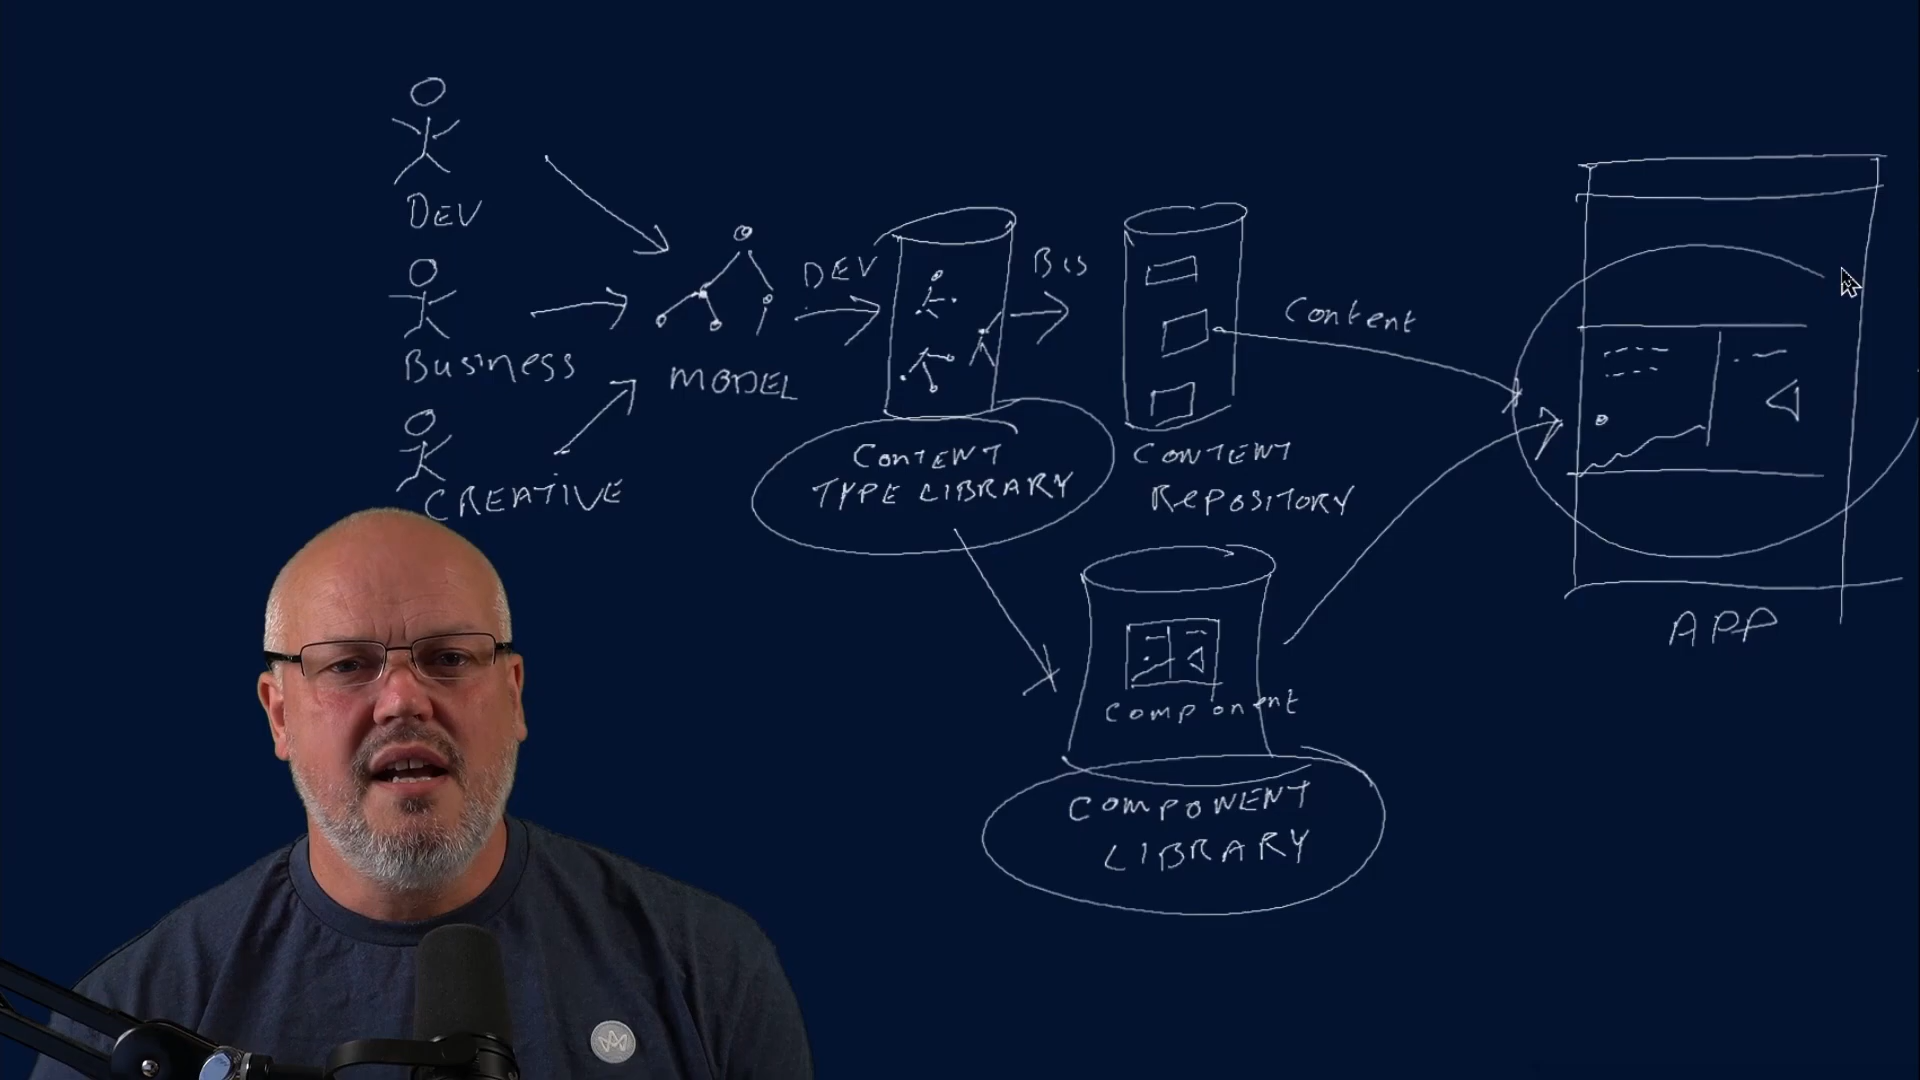 DEV
Business
CREATIVE
MODEL
DEV
CONTENT
TYPE LIBRARY
Bus
CONTENT
REPOSITORY
Content
Component
COMPONENT
LIBRARY
APP